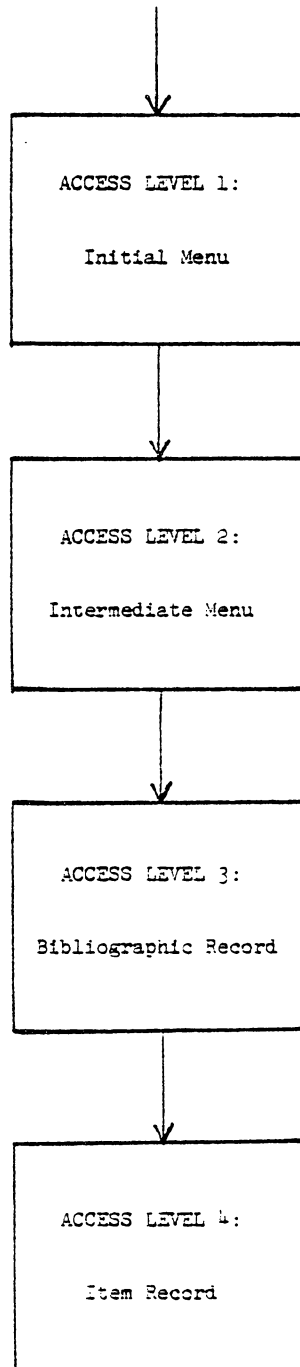 ACCESS LEVEL 1:
Initial Menu
ACCESS LEVEL 2:
Intermediate Menu
ACCESS LEVEL 3:
Bibliographic Record
ACCESS LEVEL 4:
Item Record